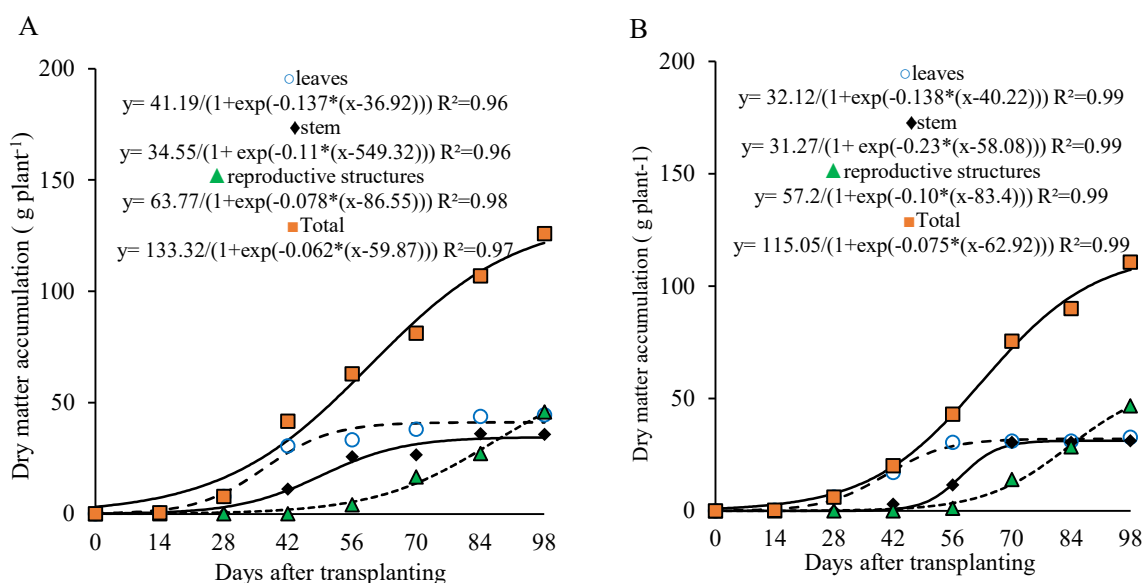 A
200
150
100
50
0
Dry matter accumulation ( g plant⁻¹)
leaves
y= 41.19/(1+exp(-0.137*(x-36.92))) R²=0.96
stem
y= 34.55/(1+ exp(-0.11*(x-549.32))) R²=0.96
reproductive structures
y= 63.77/(1+exp(-0.078*(x-86.55))) R²=0.98
Total
y= 133.32/(1+exp(-0.062*(x-59.87))) R²=0.97
0 14 28 42 56 70 84 98
Days after transplanting
B
200
150
100
50
0
Dry matter accumulation ( g plant-1)
leaves
y= 32.12/(1+exp(-0.138*(x-40.22))) R²=0.99
stem
y= 31.27/(1+ exp(-0.23*(x-58.08))) R²=0.99
reproductive structures
y= 57.2/(1+exp(-0.10*(x-83.4))) R²=0.99
Total
y= 115.05/(1+exp(-0.075*(x-62.92))) R²=0.99
0 14 28 42 56 70 84 98
Days after transplanting